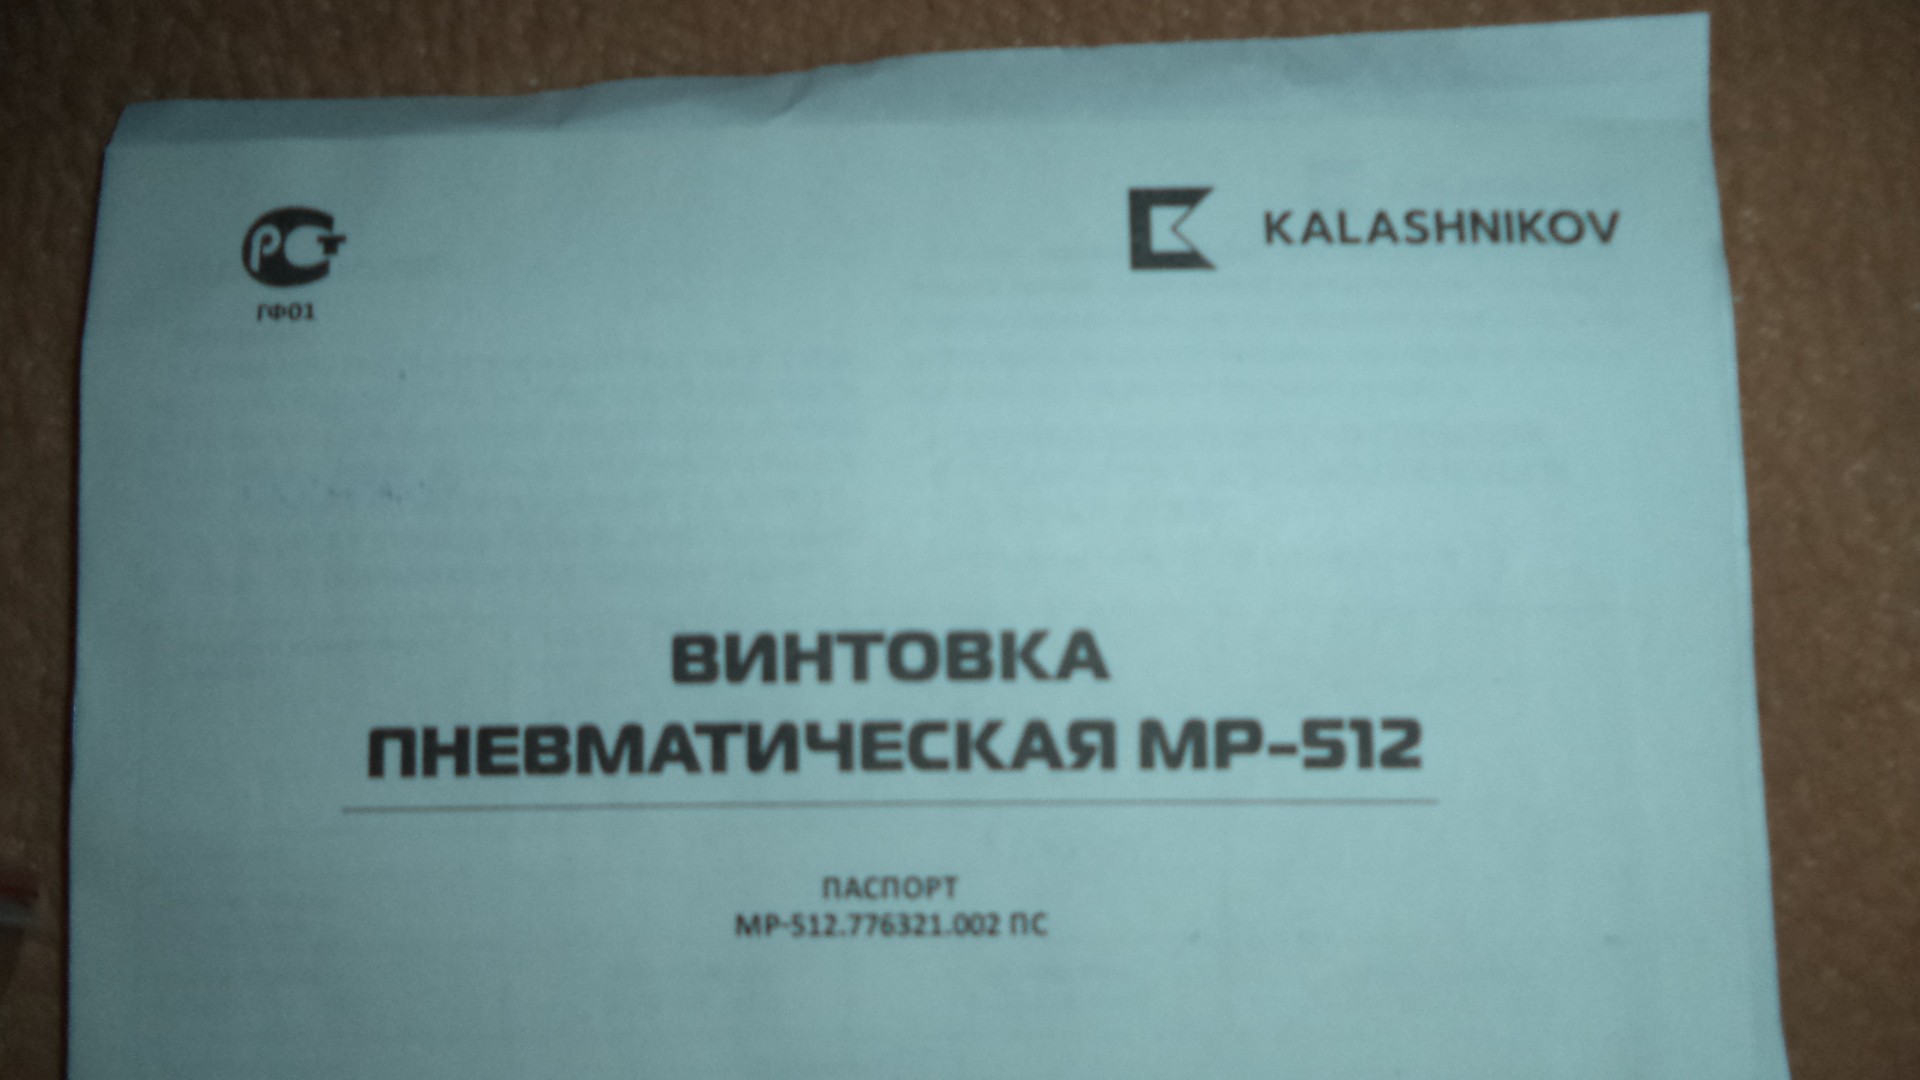 РСТ
ГФ01
KALASHNIKOV
ВИНТОВКА
ПНЕВМАТИЧЕСКАЯ МР-512
ПАСПОРТ
МР-512.776321.002 ПС